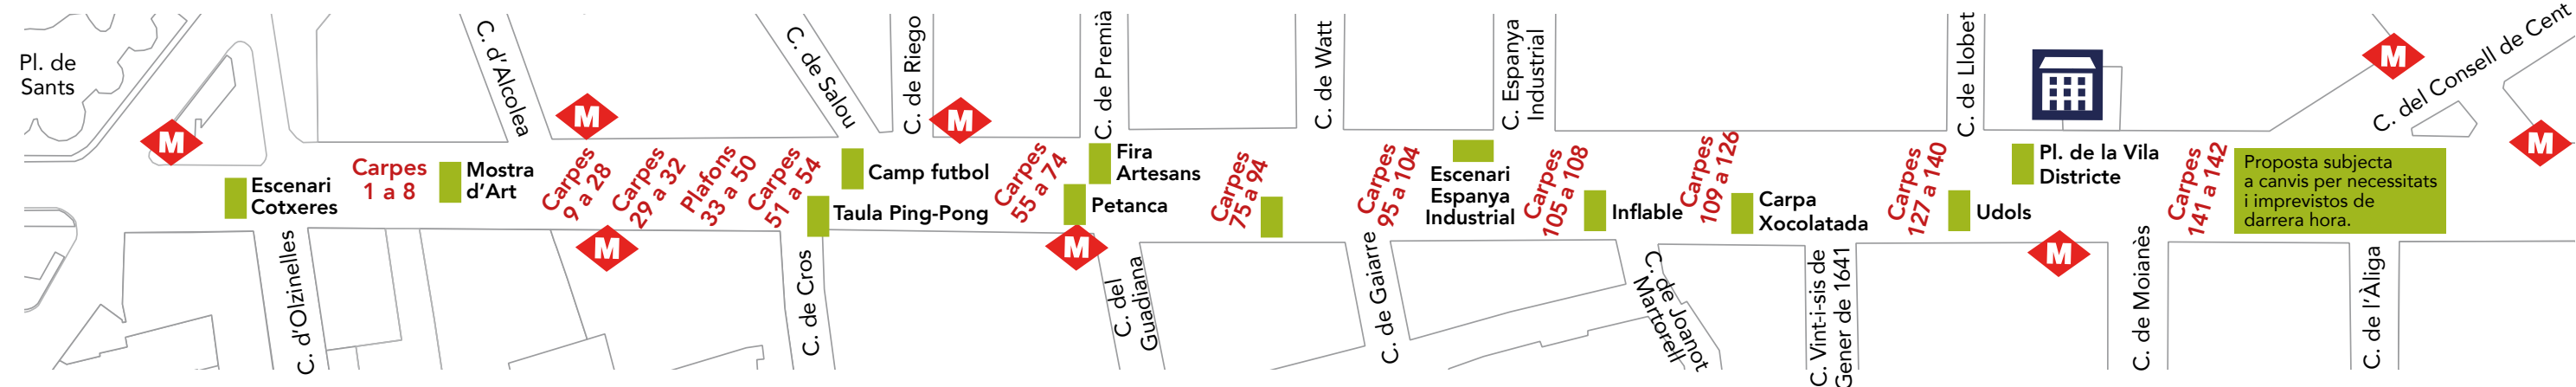 Pl. de
Sants
M
Escenari
Cotxeres
C. d'Olzinelles
Carpes
1 a 8
C. d'Alcolea
Mostra
d'Art
M
Carpes
9 a 28
Carpes
29 a 32
M
Plafons
33 a 50
Carpes
51 a 54
C. de Salou
C. de Cros
Camp futbol
Taula Ping-Pong
C. de Riego
M
Carpes
55 a 74
C. de Premià
Fira
Artesans
Petanca
M
C. del
Guadiana
Carpes
75 a 94
C. de Watt
Carpes
95 a 104
C. de Gaiarre
Escenari
Espanya
Industrial
C. Espanya
Industrial
Carpes
105 a 108
Inflable
C. de Joanot
Martorell
Carpes
109 a 126
Carpa
Xocolatada
C. Vint-i-sis de
Gener de 1641
Carpes
127 a 140
Udols
C. de Llobet
Pl. de la Vila
Districte
M
C. de Moianès
Carpes
141 a 142
Proposta subjecta
a canvis per necessitats
i imprevistos de
darrera hora.
C. de l'Àliga
M
C. del Consell de Cent
M